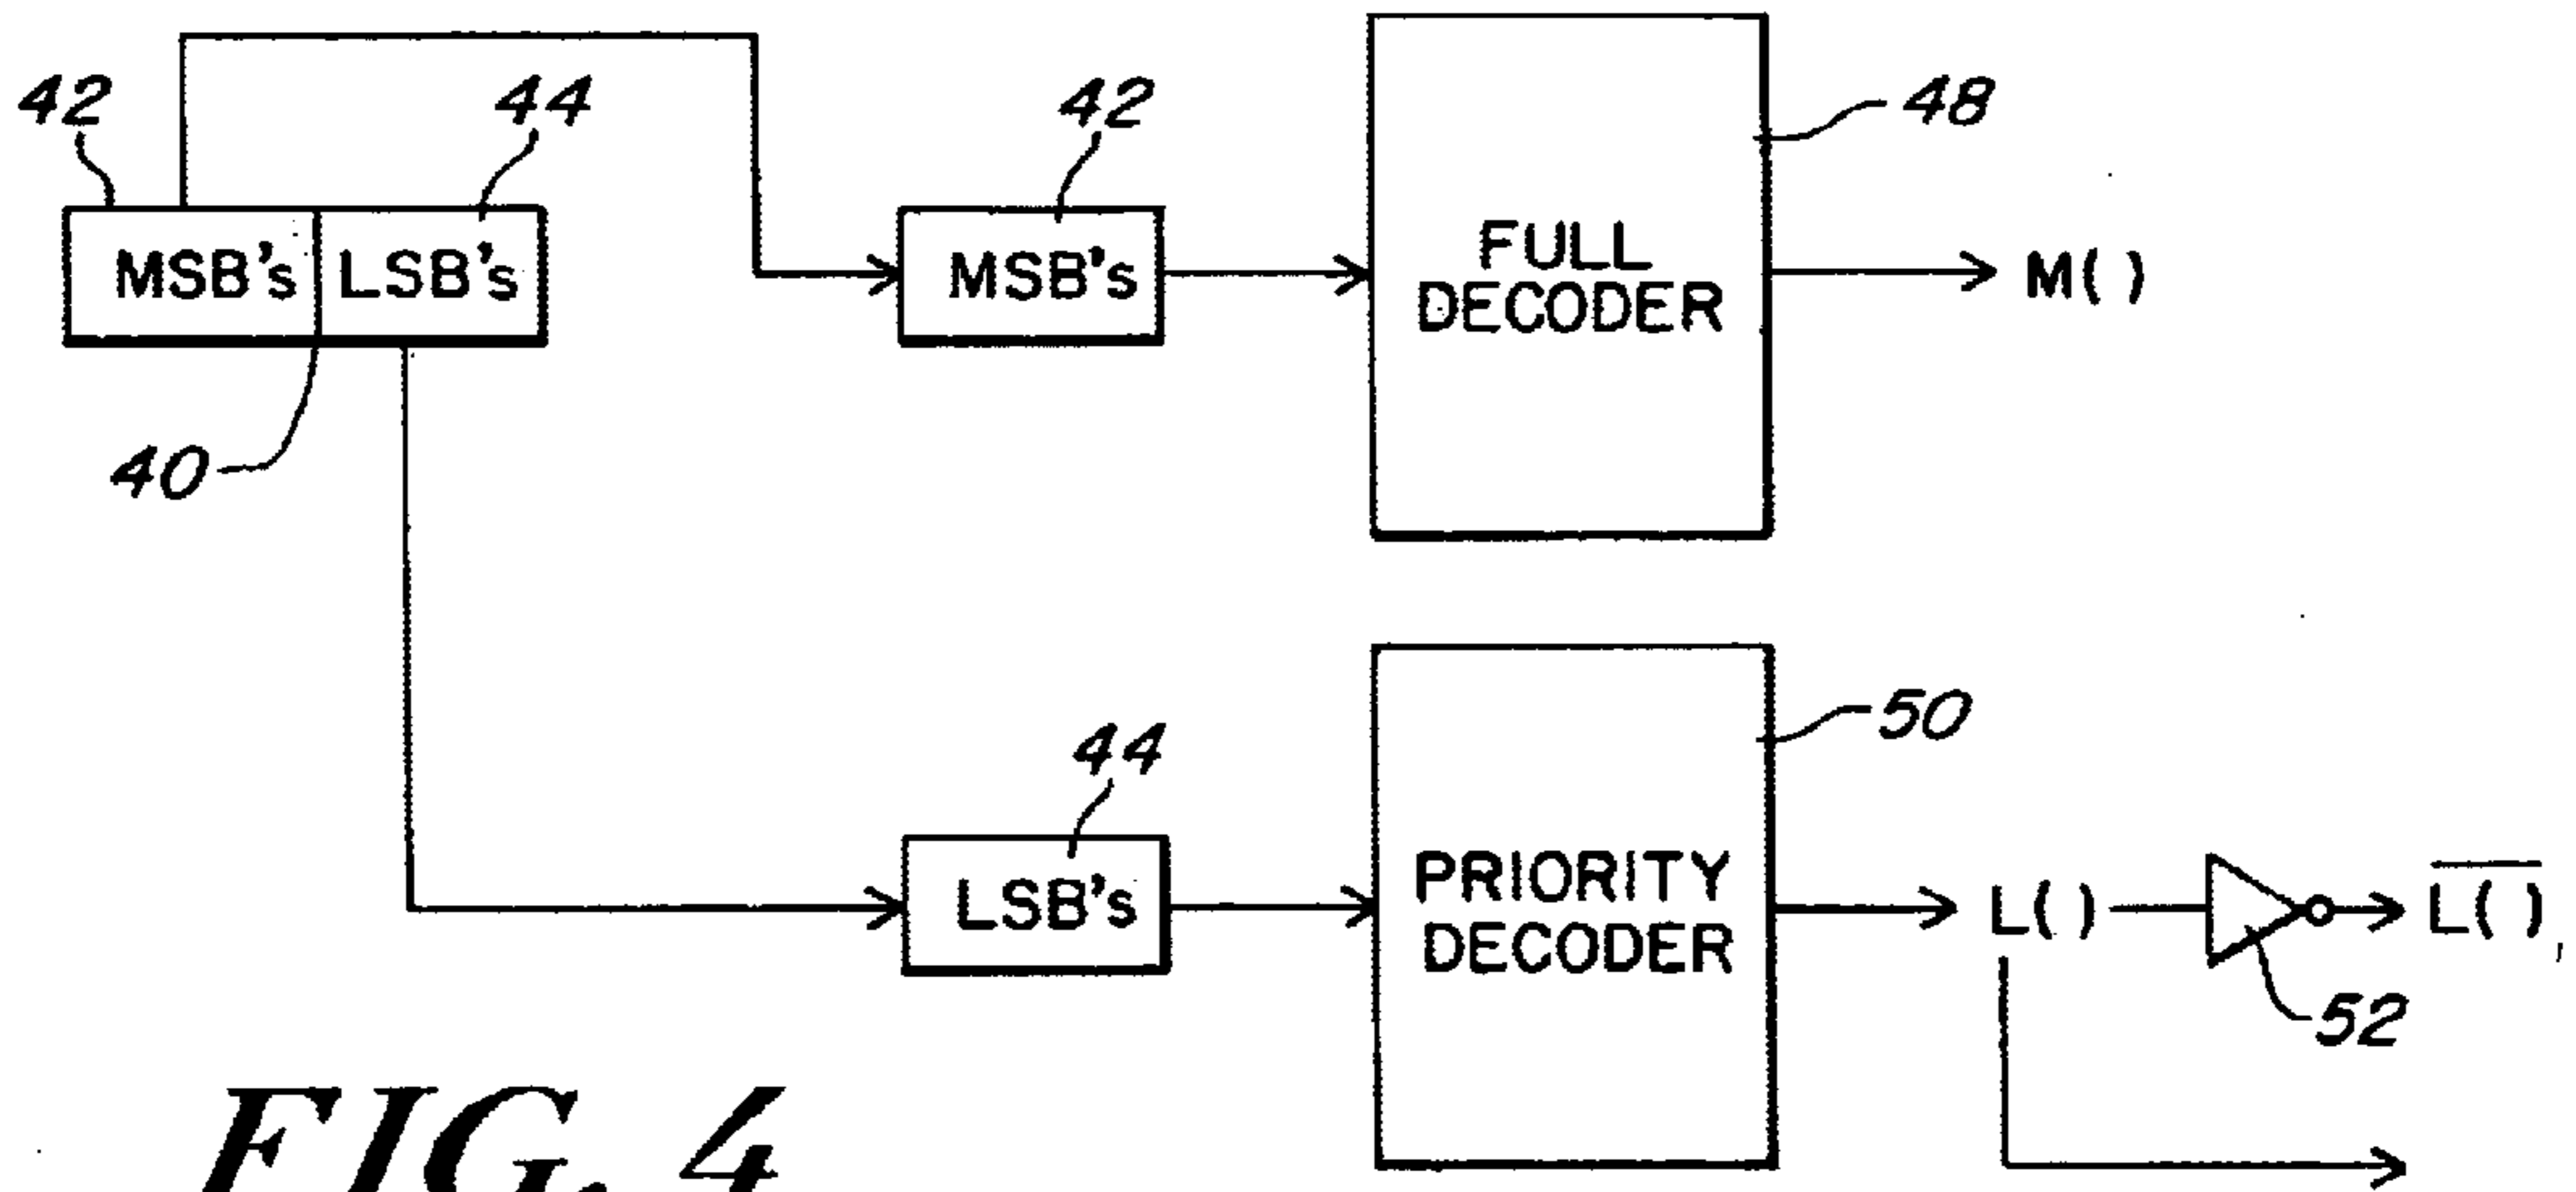 42
44
42
48
MSB's LSB's
MSB's
FULL
DECODER
M( )
40
44
50
LSB's
PRIORITY
DECODER
L( )
L( )
52
FIG. 4